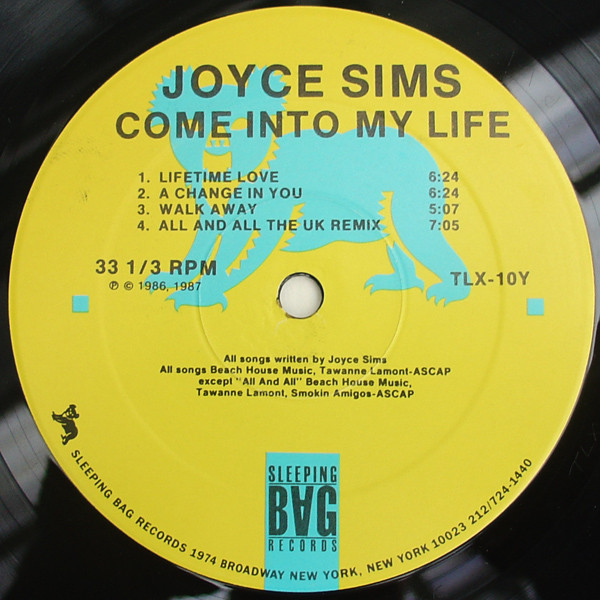 JOYCE SIMS
COME INTO MY LIFE
1. LIFETIME LOVE 6:24
2. A CHANGE IN YOU 6:24
3. WALK AWAY 5:07
4. ALL AND ALL THE UK REMIX 7:05
33 1/3 RPM
TLX-10Y
℗ © 1986, 1987
All songs written by Joyce Sims
All songs Beach House Music, Tawanne Lamont-ASCAP
except "All And All" Beach House Music,
Tawanne Lamont, Smokin Amigos-ASCAP
SLEEPING
BAG
RECORDS
SLEEPING BAG RECORDS 1974 BROADWAY NEW YORK, NEW YORK 10023 212/724-1440